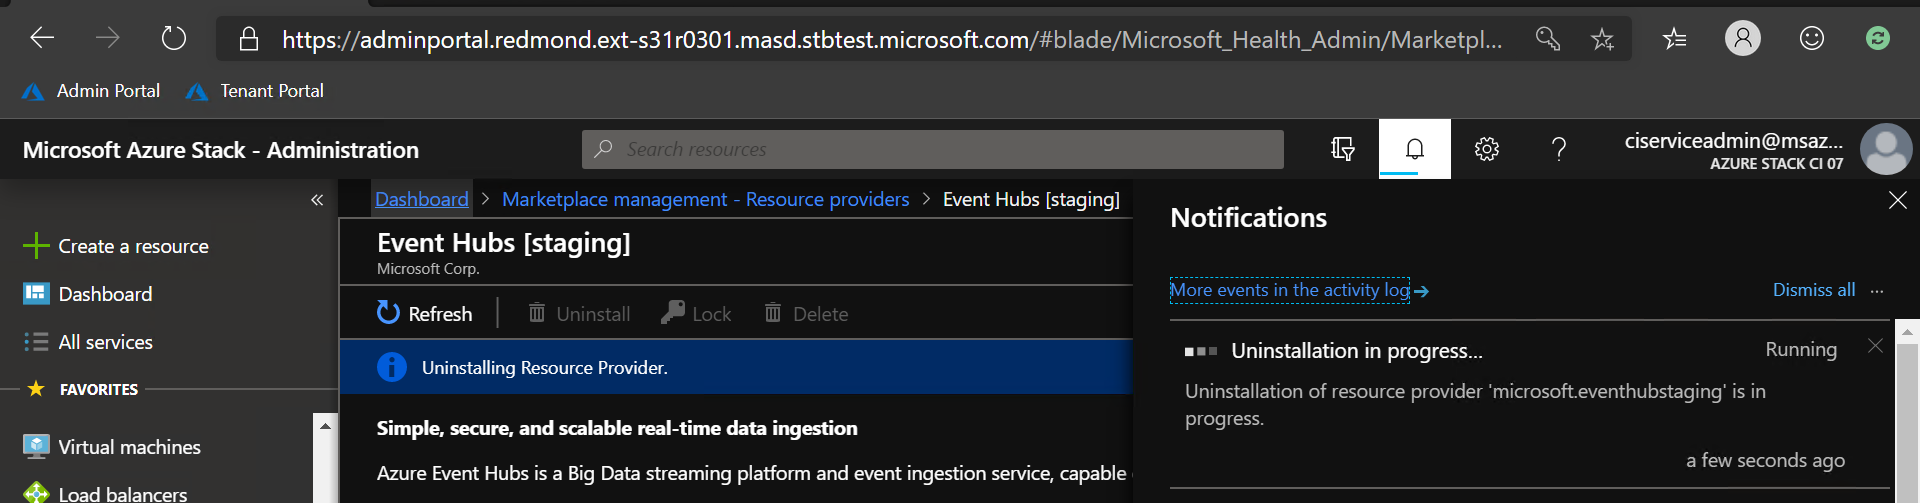 https://adminportal.redmond.ext-s31r0301.masd.stbtest.microsoft.com/#blade/Microsoft_Health_Admin/Marketpl...
Admin Portal
Tenant Portal
Microsoft Azure Stack - Administration
Search resources
ciserviceadmin@msaz...
AZURE STACK CI 07
Create a resource
Dashboard
All services
FAVORITES
Virtual machines
Load balancers
Dashboard > Marketplace management - Resource providers > Event Hubs [staging]
Event Hubs [staging]
Microsoft Corp.
Refresh
Uninstall
Lock
Delete
Uninstalling Resource Provider.
Simple, secure, and scalable real-time data ingestion
Azure Event Hubs is a Big Data streaming platform and event ingestion service, capable
Notifications
More events in the activity log
Dismiss all ...
Uninstallation in progress...
Running
Uninstallation of resource provider 'microsoft.eventhubstaging' is in
progress.
a few seconds ago